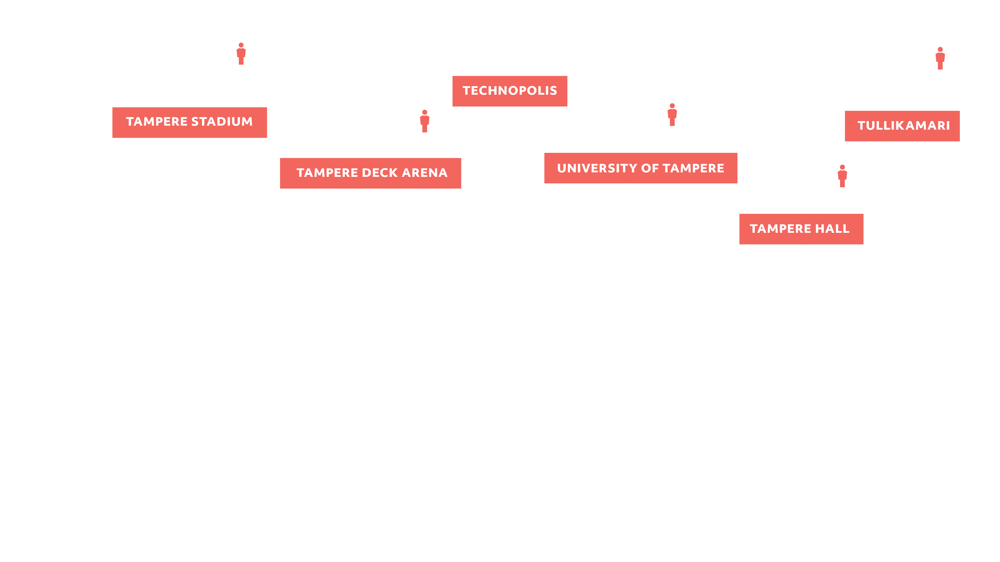 TECHNOPOLIS
TAMPERE STADIUM
TULLIKAMARI
TAMPERE DECK ARENA
UNIVERSITY OF TAMPERE
TAMPERE HALL